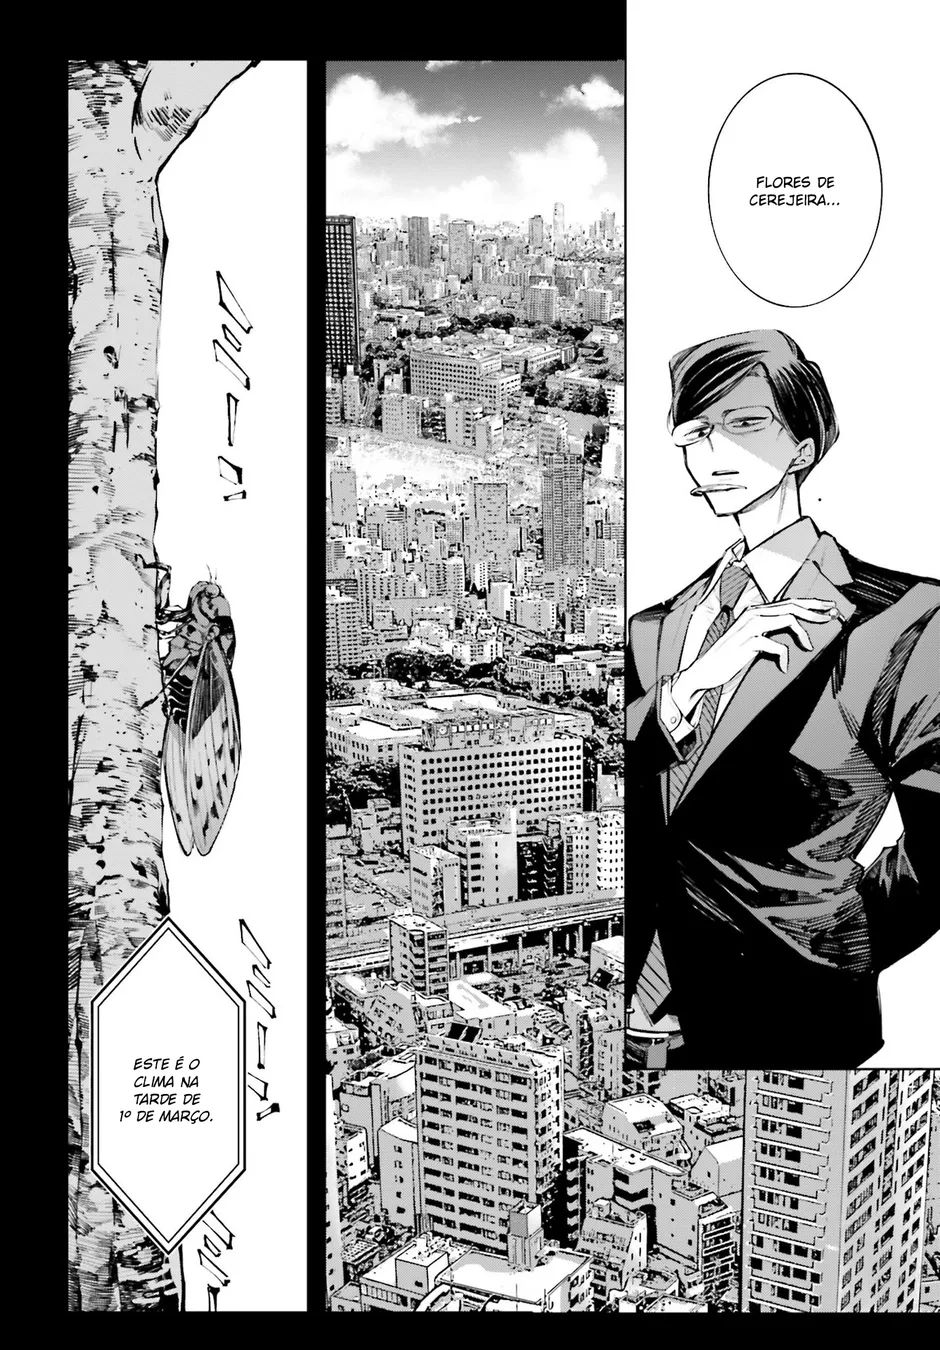 FLORES DE
CEREJEIRA...
ESTE É O
CLIMA NA
TARDE DE
1º DE MARÇO.